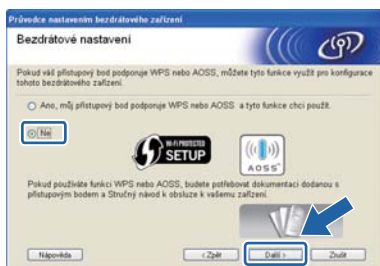 Průvodce nastavením bezdrátového zařízení
Bezdrátové nastavení
Pokud váš přístupový bod podporuje WPS nebo AOSS, můžete tyto funkce využít pro konfigurace
tohoto bezdrátového zařízení.
Ano, můj přístupový bod podporuje WPS nebo AOSS a tyto funkce chci použít.
Ne
WI-FI PROTECTED
SETUP
AOSS
Pokud používáte funkci WPS nebo AOSS, budete potřebovat dokumentaci dodanou s
přístupovým bodem a Stručný návod k obsluze k vašemu zařízení.
Nápověda
< Zpět
Další >
Zrušit